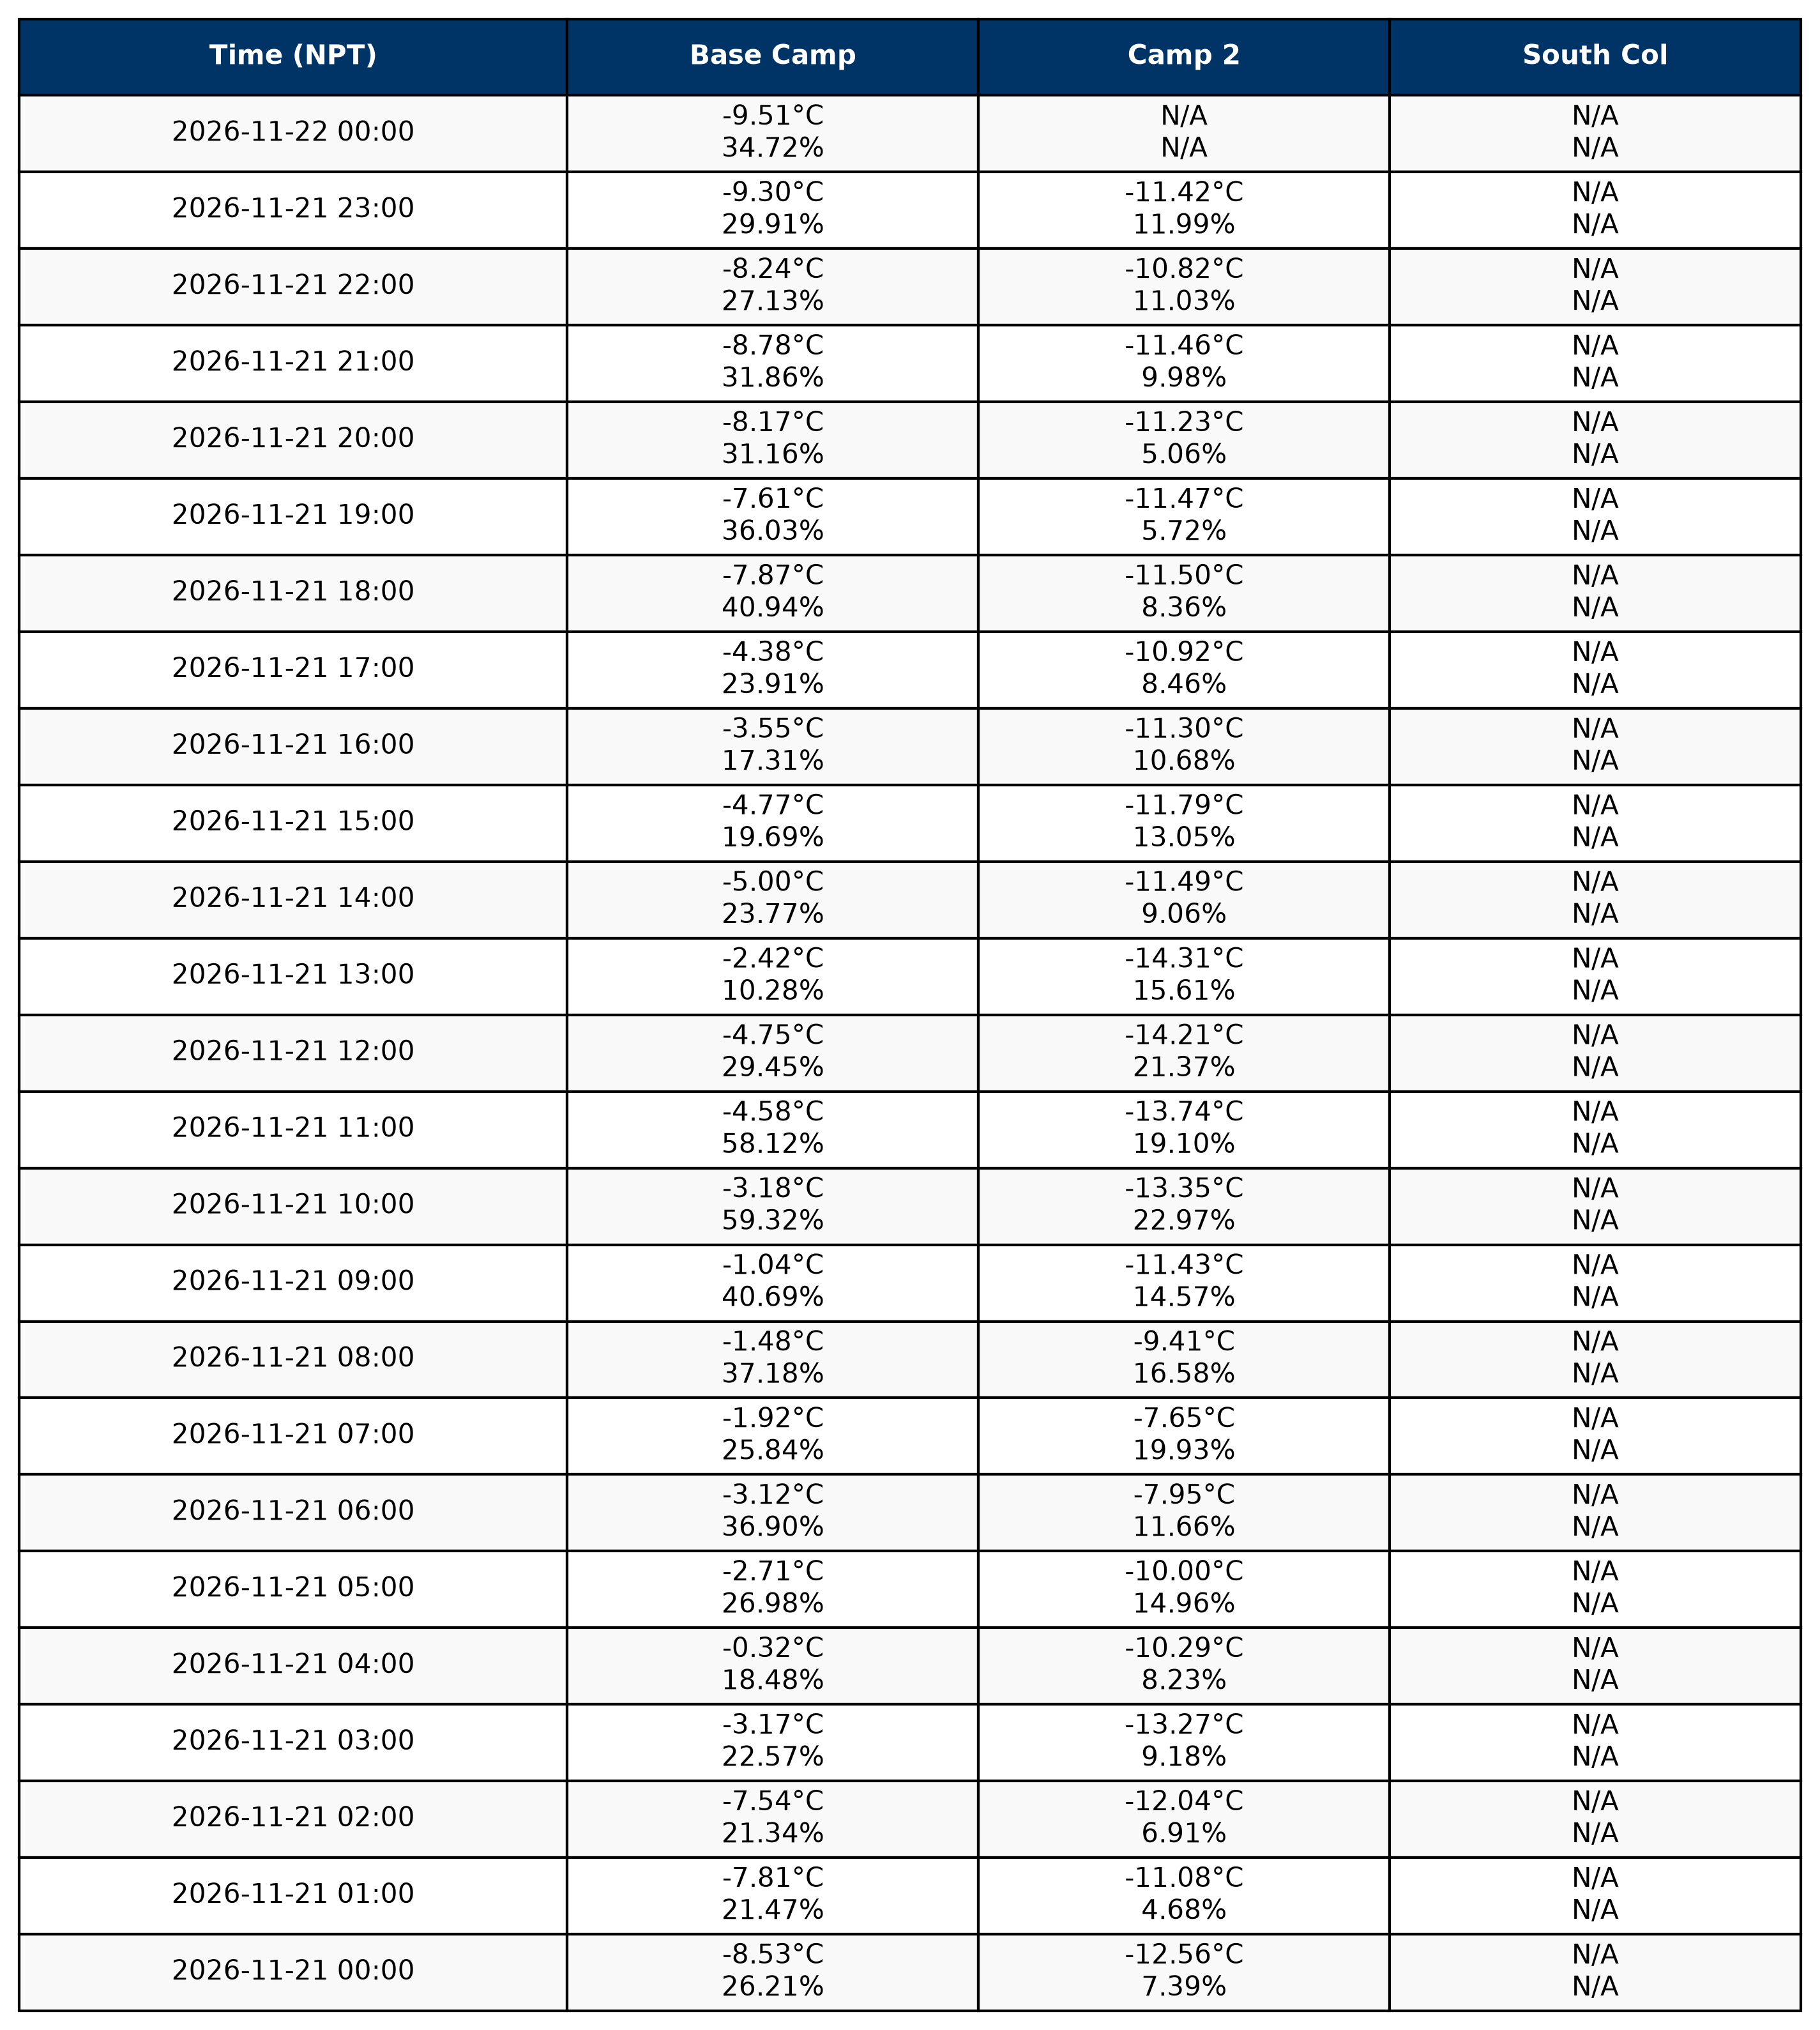 Time (NPT) Base Camp Camp 2 South Col
2026-11-22 00:00 -9.51°C N/A N/A
34.72% N/A N/A
2026-11-21 23:00 -9.30°C -11.42°C N/A
29.91% 11.99% N/A
2026-11-21 22:00 -8.24°C -10.82°C N/A
27.13% 11.03% N/A
2026-11-21 21:00 -8.78°C -11.46°C N/A
31.86% 9.98% N/A
2026-11-21 20:00 -8.17°C -11.23°C N/A
31.16% 5.06% N/A
2026-11-21 19:00 -7.61°C -11.47°C N/A
36.03% 5.72% N/A
2026-11-21 18:00 -7.87°C -11.50°C N/A
40.94% 8.36% N/A
2026-11-21 17:00 -4.38°C -10.92°C N/A
23.91% 8.46% N/A
2026-11-21 16:00 -3.55°C -11.30°C N/A
17.31% 10.68% N/A
2026-11-21 15:00 -4.77°C -11.79°C N/A
19.69% 13.05% N/A
2026-11-21 14:00 -5.00°C -11.49°C N/A
23.77% 9.06% N/A
2026-11-21 13:00 -2.42°C -14.31°C N/A
10.28% 15.61% N/A
2026-11-21 12:00 -4.75°C -14.21°C N/A
29.45% 21.37% N/A
2026-11-21 11:00 -4.58°C -13.74°C N/A
58.12% 19.10% N/A
2026-11-21 10:00 -3.18°C -13.35°C N/A
59.32% 22.97% N/A
2026-11-21 09:00 -1.04°C -11.43°C N/A
40.69% 14.57% N/A
2026-11-21 08:00 -1.48°C -9.41°C N/A
37.18% 16.58% N/A
2026-11-21 07:00 -1.92°C -7.65°C N/A
25.84% 19.93% N/A
2026-11-21 06:00 -3.12°C -7.95°C N/A
36.90% 11.66% N/A
2026-11-21 05:00 -2.71°C -10.00°C N/A
26.98% 14.96% N/A
2026-11-21 04:00 -0.32°C -10.29°C N/A
18.48% 8.23% N/A
2026-11-21 03:00 -3.17°C -13.27°C N/A
22.57% 9.18% N/A
2026-11-21 02:00 -7.54°C -12.04°C N/A
21.34% 6.91% N/A
2026-11-21 01:00 -7.81°C -11.08°C N/A
21.47% 4.68% N/A
2026-11-21 00:00 -8.53°C -12.56°C N/A
26.21% 7.39% N/A